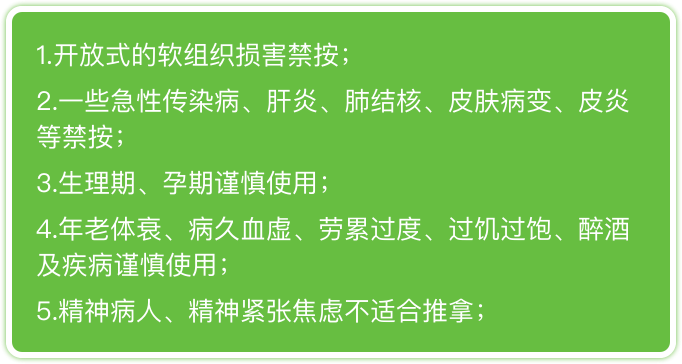 1.开放式的软组织损害禁按；
2.一些急性传染病、肝炎、肺结核、皮肤病变、皮炎
等禁按；
3.生理期、孕期谨慎使用；
4.年老体衰、病久血虚、劳累过度、过饥过饱、醉酒
及疾病谨慎使用；
5.精神病人、精神紧张焦虑不适合推拿；